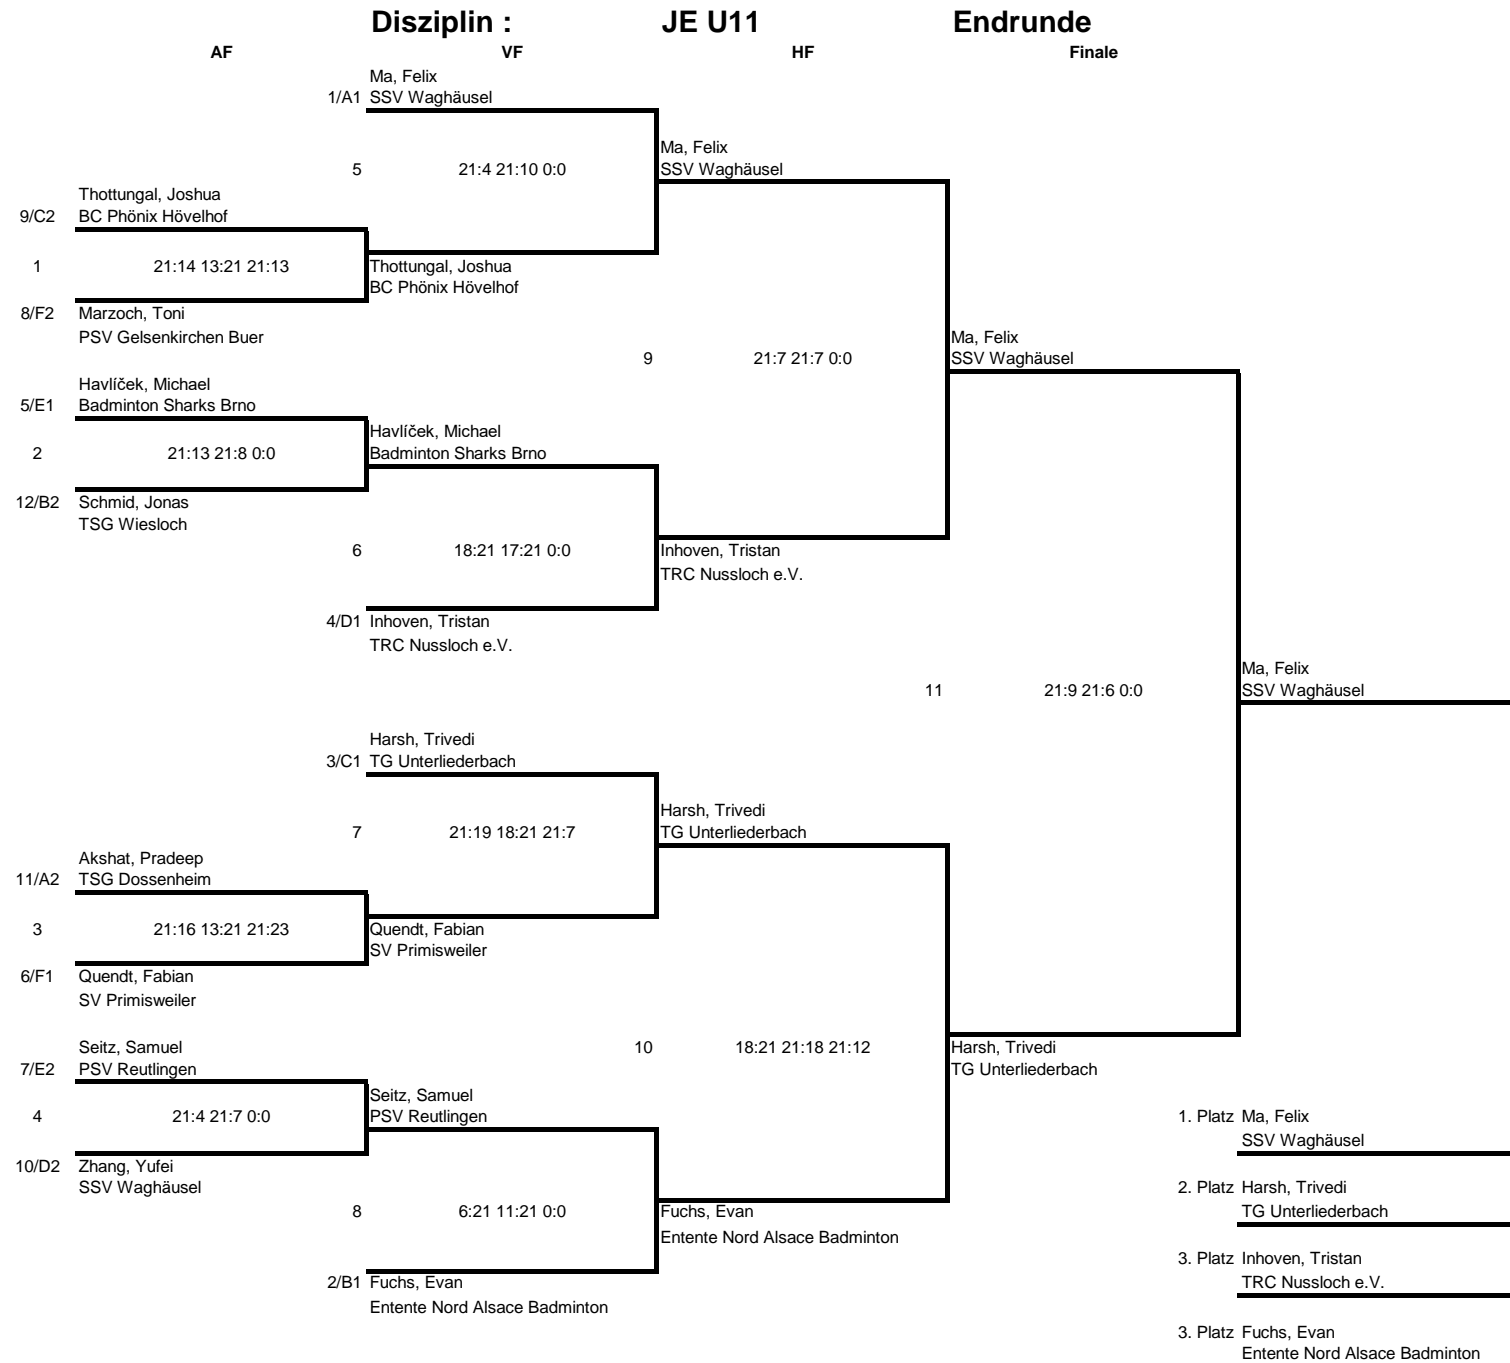 Disziplin : JE U11 Endrunde
AF VF HF Finale
Ma, Felix
1/A1 SSV Waghäusel
Ma, Felix
5 21:4 21:10 0:0 SSV Waghäusel
Thottungal, Joshua
9/C2 BC Phönix Hövelhof
1 21:14 13:21 21:13 Thottungal, Joshua
BC Phönix Hövelhof
8/F2 Marzoch, Toni
PSV Gelsenkirchen Buer Ma, Felix
9 21:7 21:7 0:0 SSV Waghäusel
Havlíček, Michael
5/E1 Badminton Sharks Brno
Havlíček, Michael
2 21:13 21:8 0:0 Badminton Sharks Brno
12/B2 Schmid, Jonas
TSG Wiesloch
6 18:21 17:21 0:0 Inhoven, Tristan
TRC Nussloch e.V.
4/D1 Inhoven, Tristan
TRC Nussloch e.V.
Ma, Felix
11 21:9 21:6 0:0 SSV Waghäusel
Harsh, Trivedi
3/C1 TG Unterliederbach
Harsh, Trivedi
7 21:19 18:21 21:7 TG Unterliederbach
Akshat, Pradeep
11/A2 TSG Dossenheim
3 21:16 13:21 21:23 Quendt, Fabian
SV Primisweiler
6/F1 Quendt, Fabian
SV Primisweiler
Seitz, Samuel 10 18:21 21:18 21:12 Harsh, Trivedi
7/E2 PSV Reutlingen TG Unterliederbach
Seitz, Samuel
4 21:4 21:7 0:0 PSV Reutlingen 1. Platz Ma, Felix
SSV Waghäusel
10/D2 Zhang, Yufei
SSV Waghäusel 2. Platz Harsh, Trivedi
8 6:21 11:21 0:0 Fuchs, Evan TG Unterliederbach
Entente Nord Alsace Badminton
3. Platz Inhoven, Tristan
2/B1 Fuchs, Evan TRC Nussloch e.V.
Entente Nord Alsace Badminton
3. Platz Fuchs, Evan
Entente Nord Alsace Badminton